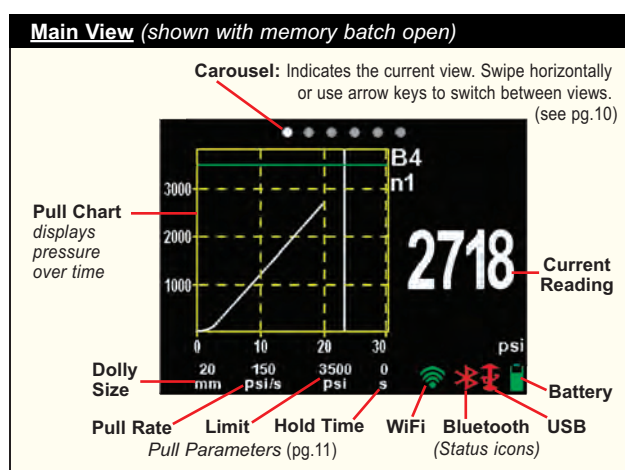 Main View (shown with memory batch open)
Carousel: Indicates the current view. Swipe horizontally
or use arrow keys to switch between views.
(see pg.10)
B4
n1
3000
2000
1000
0 10 20 30
Pull Chart
displays
pressure
over time
2718
Current
Reading
psi
Dolly
Size
20
mm
150
psi/s
3500
psi
0
s
Battery
Pull Rate Limit Hold Time WiFi Bluetooth USB
Pull Parameters (pg.11) (Status icons)